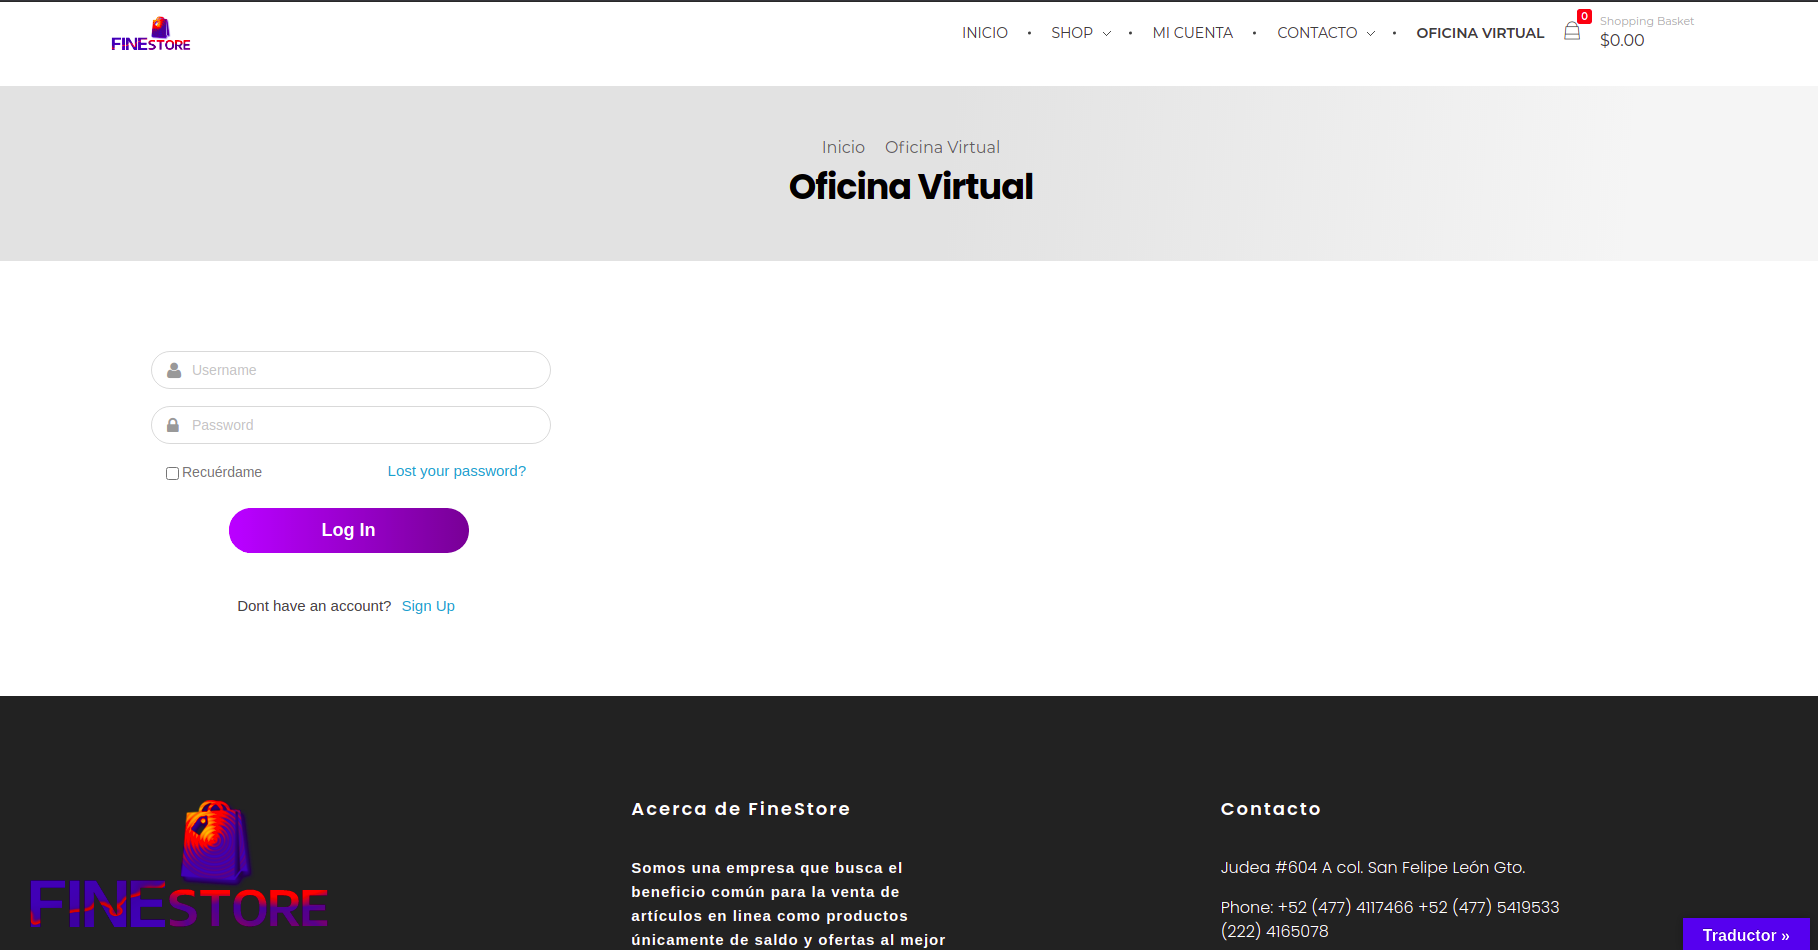 FINESTORE
INICIO • SHOP • MI CUENTA • CONTACTO • OFICINA VIRTUAL
0
Shopping Basket
$0.00
Inicio Oficina Virtual
Oficina Virtual
Username
Password
Recuérdame Lost your password?
Log In
Dont have an account? Sign Up
FINESTORE
Acerca de FineStore
Somos una empresa que busca el
beneficio común para la venta de
artículos en linea como productos
únicamente de saldo y ofertas al mejor
Contacto
Judea #604 A col. San Felipe León Gto.
Phone: +52 (477) 4117466 +52 (477) 5419533
(222) 4165078
Traductor »